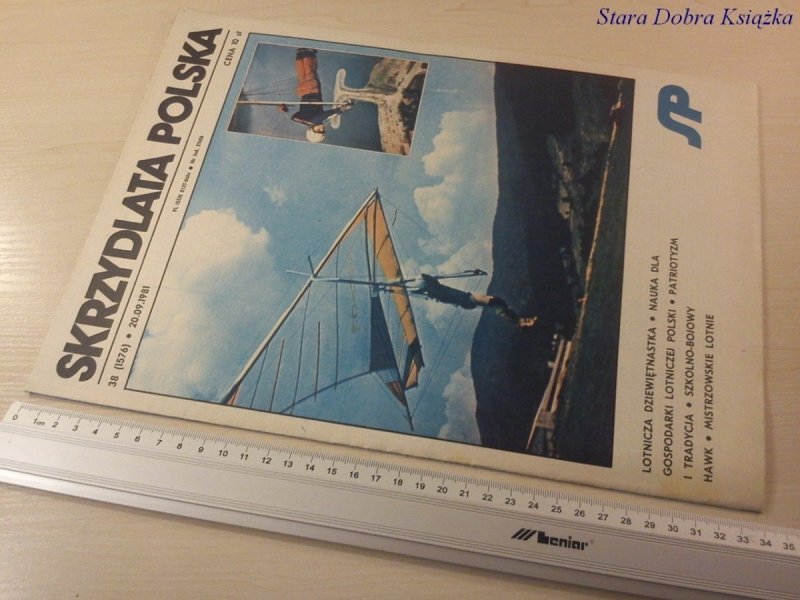 Stara Dobra Książka
SKRZYDLATA POLSKA
38 (1576) • 20.09.1981
CENA 10 zł
SP
LOTNICZA DZIEWIĘTNASTKA • NAUKA DLA
GOSPODARKI LOTNICZEJ POLSKI • PATRIOTYZM
I TRADYCJA • SZKOLNO-BOJOWY
HAWK • MISTRZOWSKIE LOTNIE
0 1cm 2 3 4 5 6 7 8 9 10 11 12 13 14 15 16 17 18 19 20 21 22 23 24 25 26 27 28 29 30 31 32 33 34 35
Leniar